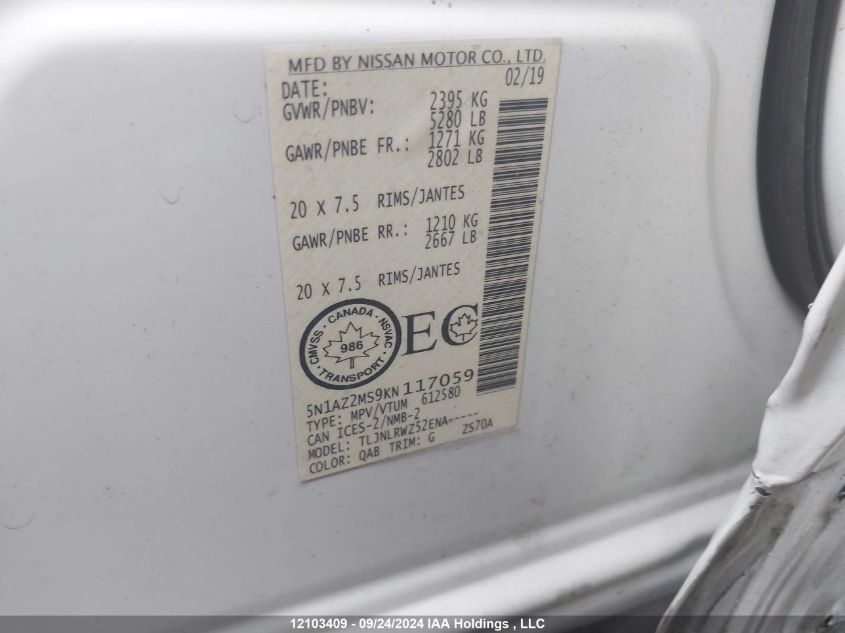 MFD BY NISSAN MOTOR CO., LTD.
DATE: 02/19
GVWR/PNBV: 2395 KG
5280 LB
GAWR/PNBE FR.: 1271 KG
2802 LB
20 X 7.5 RIMS/JANTES
GAWR/PNBE RR.: 1210 KG
2667 LB
20 X 7.5 RIMS/JANTES
CMVSS · CANADA · NSVAC
986
· TRANSPORT ·
EC
5N1AZ2MS9KN117059
TYPE: MPV/VTUM 612580
CAN ICES-2/NMB-2
MODEL: TLJNLRWZ52ENA-----
COLOR: QAB TRIM: G ZS70A
12103409 - 09/24/2024 IAA Holdings , LLC